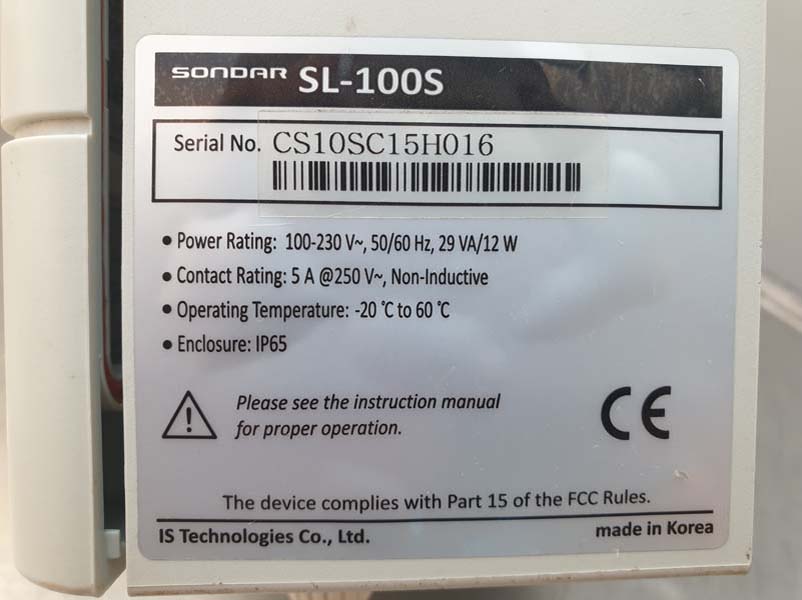 SONDAR SL-100S
Serial No. CS10SC15H016
• Power Rating: 100-230 V~, 50/60 Hz, 29 VA/12 W
• Contact Rating: 5 A @250 V~, Non-Inductive
• Operating Temperature: -20 ℃ to 60 ℃
• Enclosure: IP65
Please see the instruction manual
for proper operation.
CE
The device complies with Part 15 of the FCC Rules.
IS Technologies Co., Ltd. made in Korea